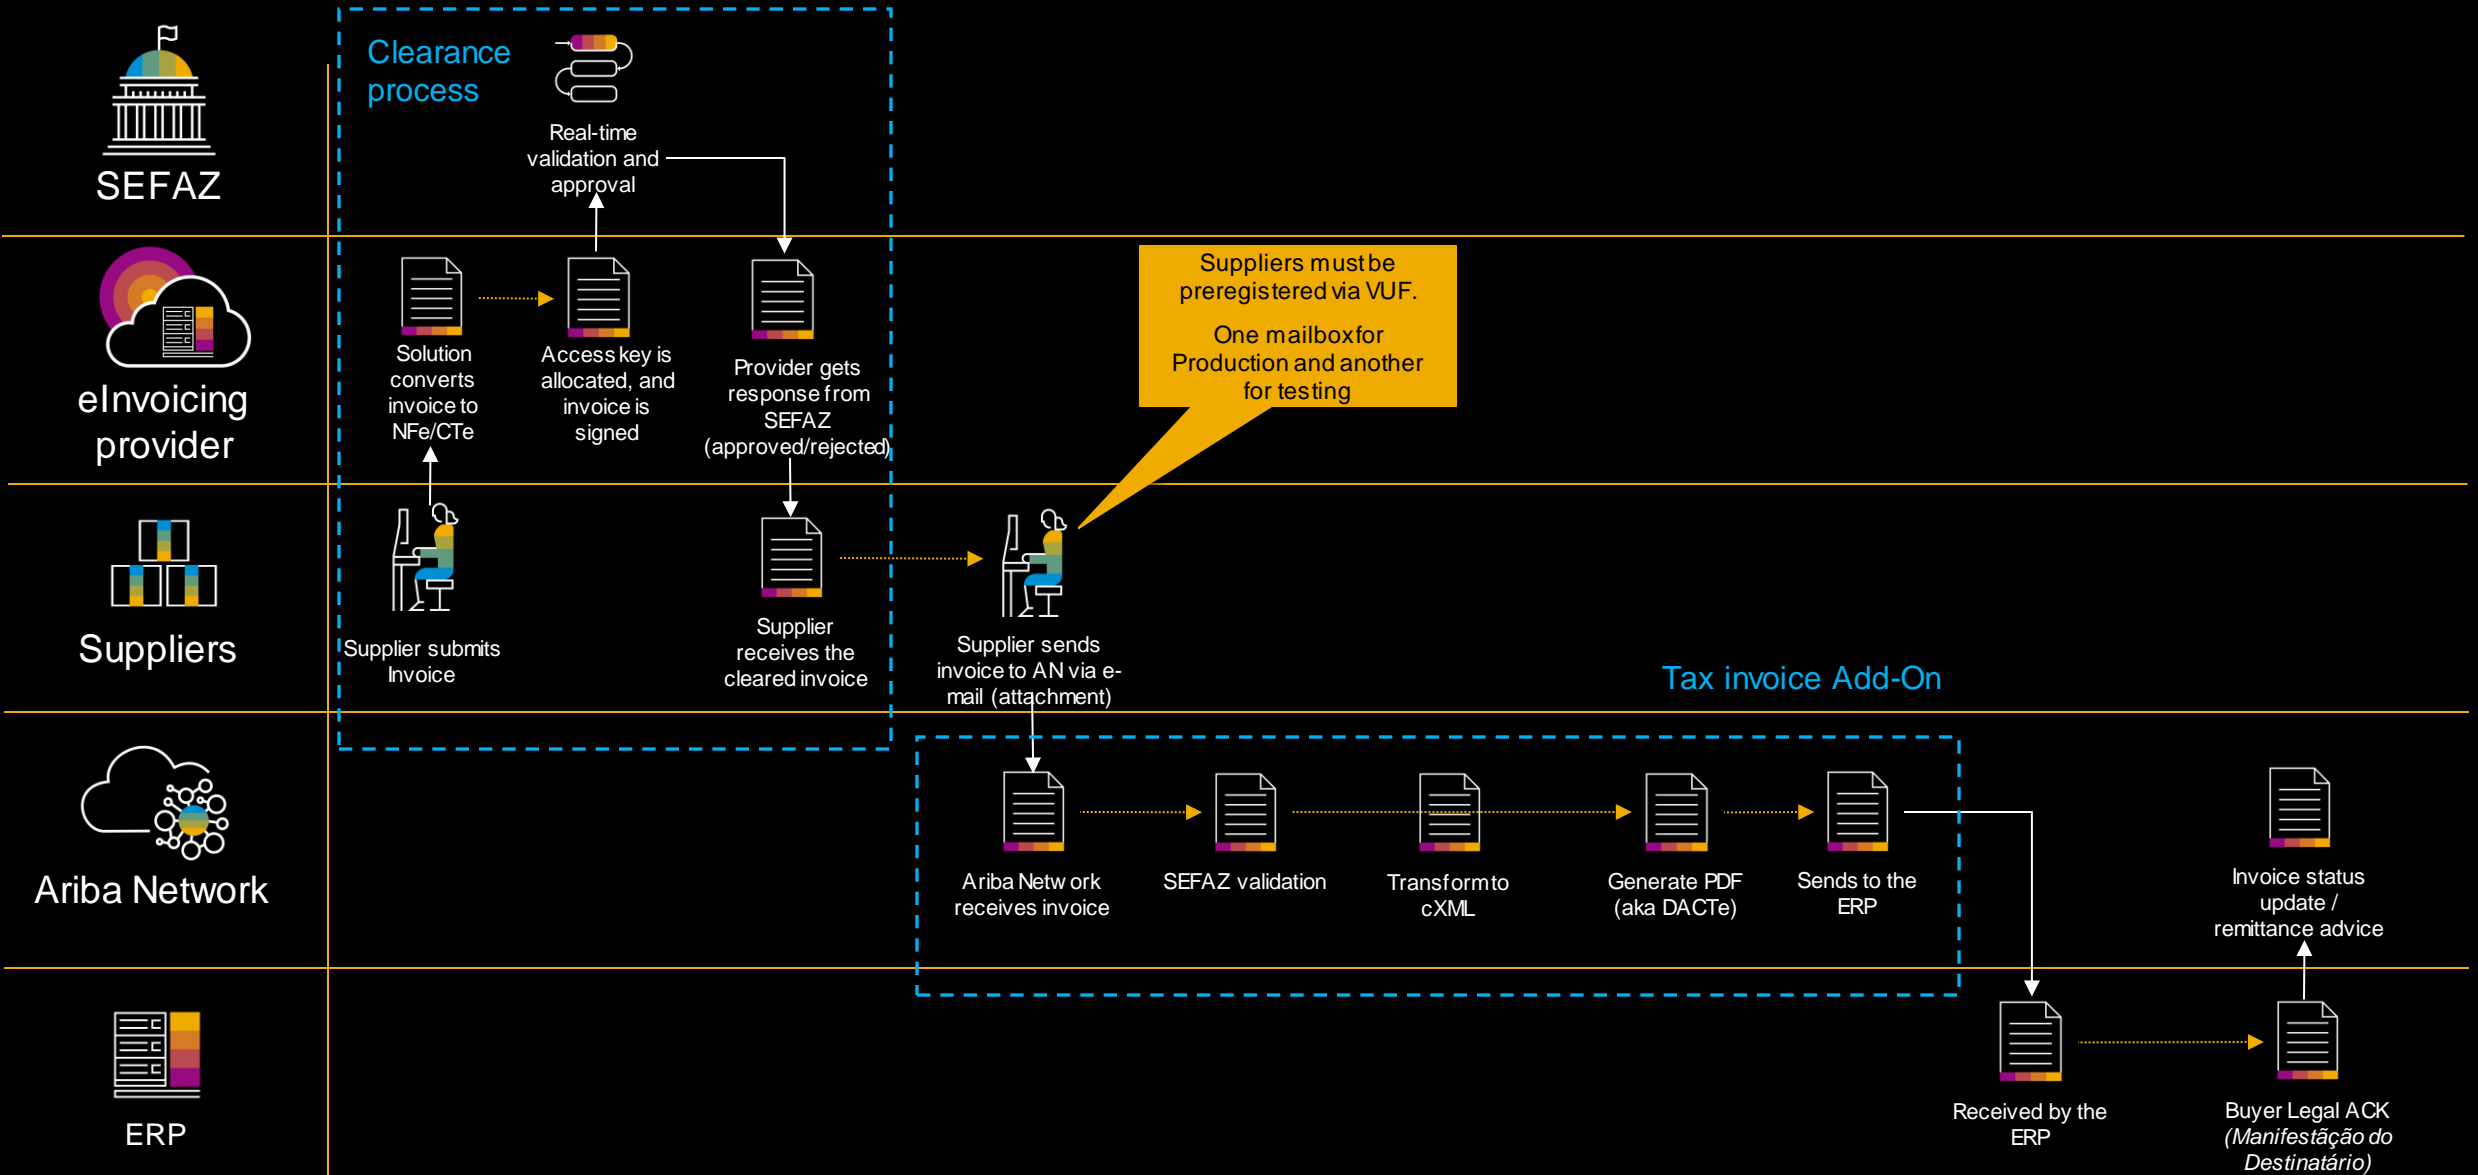 Clearance
process
Real-time
validation and
approval
SEFAZ
Solution
converts
invoice to
NFe/CTe
Access key is
allocated, and
invoice is
signed
Provider gets
response from
SEFAZ
(approved/rejected)
Suppliers must be
preregistered via VUF.
One mailbox for
Production and another
for testing
eInvoicing
provider
Supplier submits
Invoice
Supplier
receives the
cleared invoice
Supplier sends
invoice to AN via e-
mail (attachment)
Suppliers
Tax invoice Add-On
Ariba Network
receives invoice
SEFAZ validation
Transform to
cXML
Generate PDF
(aka DACTe)
Sends to the
ERP
Invoice status
update /
remittance advice
Ariba Network
Received by the
ERP
Buyer Legal ACK
(Manifestãção do
Destinatário)
ERP